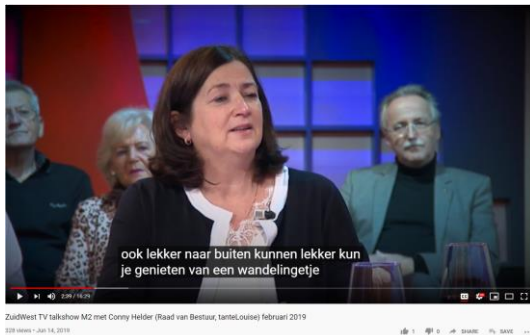 ook lekker naar buiten kunnen lekker kun
je genieten van een wandelingetje
2:39 / 15:29
ZuidWest TV talkshow M2 met Conny Helder (Raad van Bestuur, tanteLouise) februari 2019
328 views • Jun 14, 2019
1
0
SHARE
SAVE